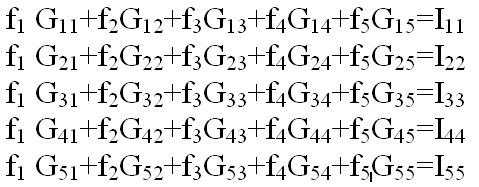 f₁ G₁₁+f₂G₁₂+f₃G₁₃+f₄G₁₄+f₅G₁₅=I₁₁
f₁ G₂₁+f₂G₂₂+f₃G₂₃+f₄G₂₄+f₅G₂₅=I₂₂
f₁ G₃₁+f₂G₃₂+f₃G₃₃+f₄G₃₄+f₅G₃₅=I₃₃
f₁ G₄₁+f₂G₄₂+f₃G₄₃+f₄G₄₄+f₅G₄₅=I₄₄
f₁ G₅₁+f₂G₅₂+f₃G₅₃+f₄G₅₄+f₅G₅₅=I₅₅